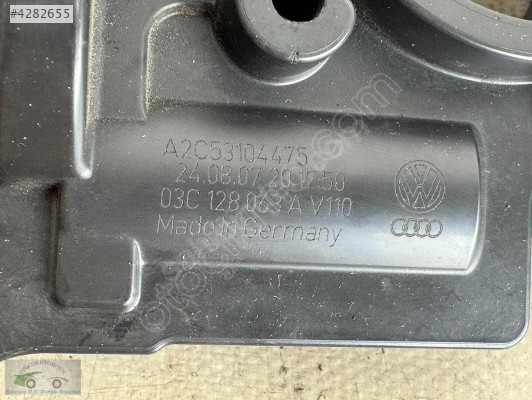 #4282655
A2C53104475
24.08.07 20:17:50
03C 128 063 A V110
Made in Germany